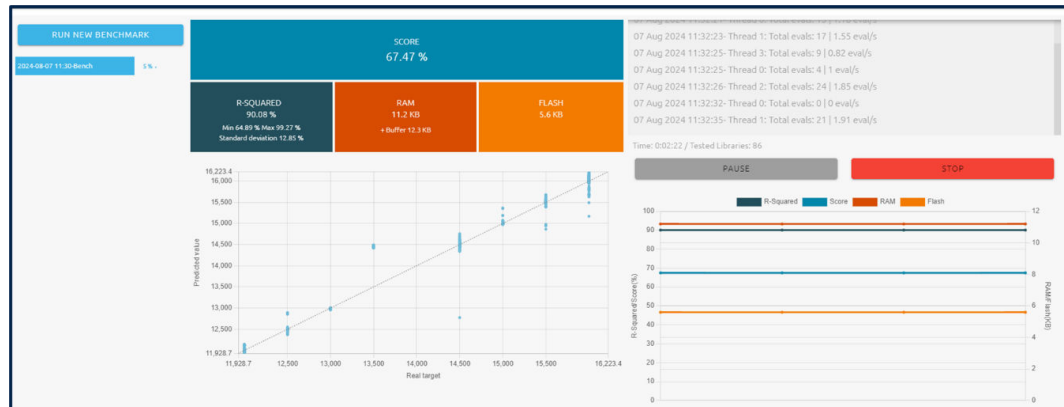 RUN NEW BENCHMARK
2024-08-07 11:30-Bench
5% -
SCORE
67.47 %
R-SQUARED
90.08 %
Min 64.89 % Max 99.27 %
Standard deviation 12.85 %
RAM
11.2 KB
+ Buffer 12.3 KB
FLASH
5.6 KB
07 Aug 2024 11:32:23- Thread 1: Total evals: 17 | 1.55 eval/s
07 Aug 2024 11:32:25- Thread 3: Total evals: 9 | 0.82 eval/s
07 Aug 2024 11:32:25- Thread 0: Total evals: 4 | 1 eval/s
07 Aug 2024 11:32:26- Thread 2: Total evals: 24 | 1.85 eval/s
07 Aug 2024 11:32:32- Thread 0: Total evals: 0 | 0 eval/s
07 Aug 2024 11:32:35- Thread 1: Total evals: 21 | 1.91 eval/s
Time: 0:02:22 / Tested Libraries: 86
PAUSE
STOP
Predicted value
16,223.4
16,000
15,500
15,000
14,500
14,000
13,500
13,000
12,500
11,928.7
11,928.7
12,500
13,000
13,500
14,000
14,500
15,000
15,500
16,223.4
Real target
R-Squared
Score
RAM
Flash
R-Squared/Score(%)
100
90
80
70
60
50
40
30
20
10
0
12
10
8
6
4
2
0
RAM/Flash(KB)